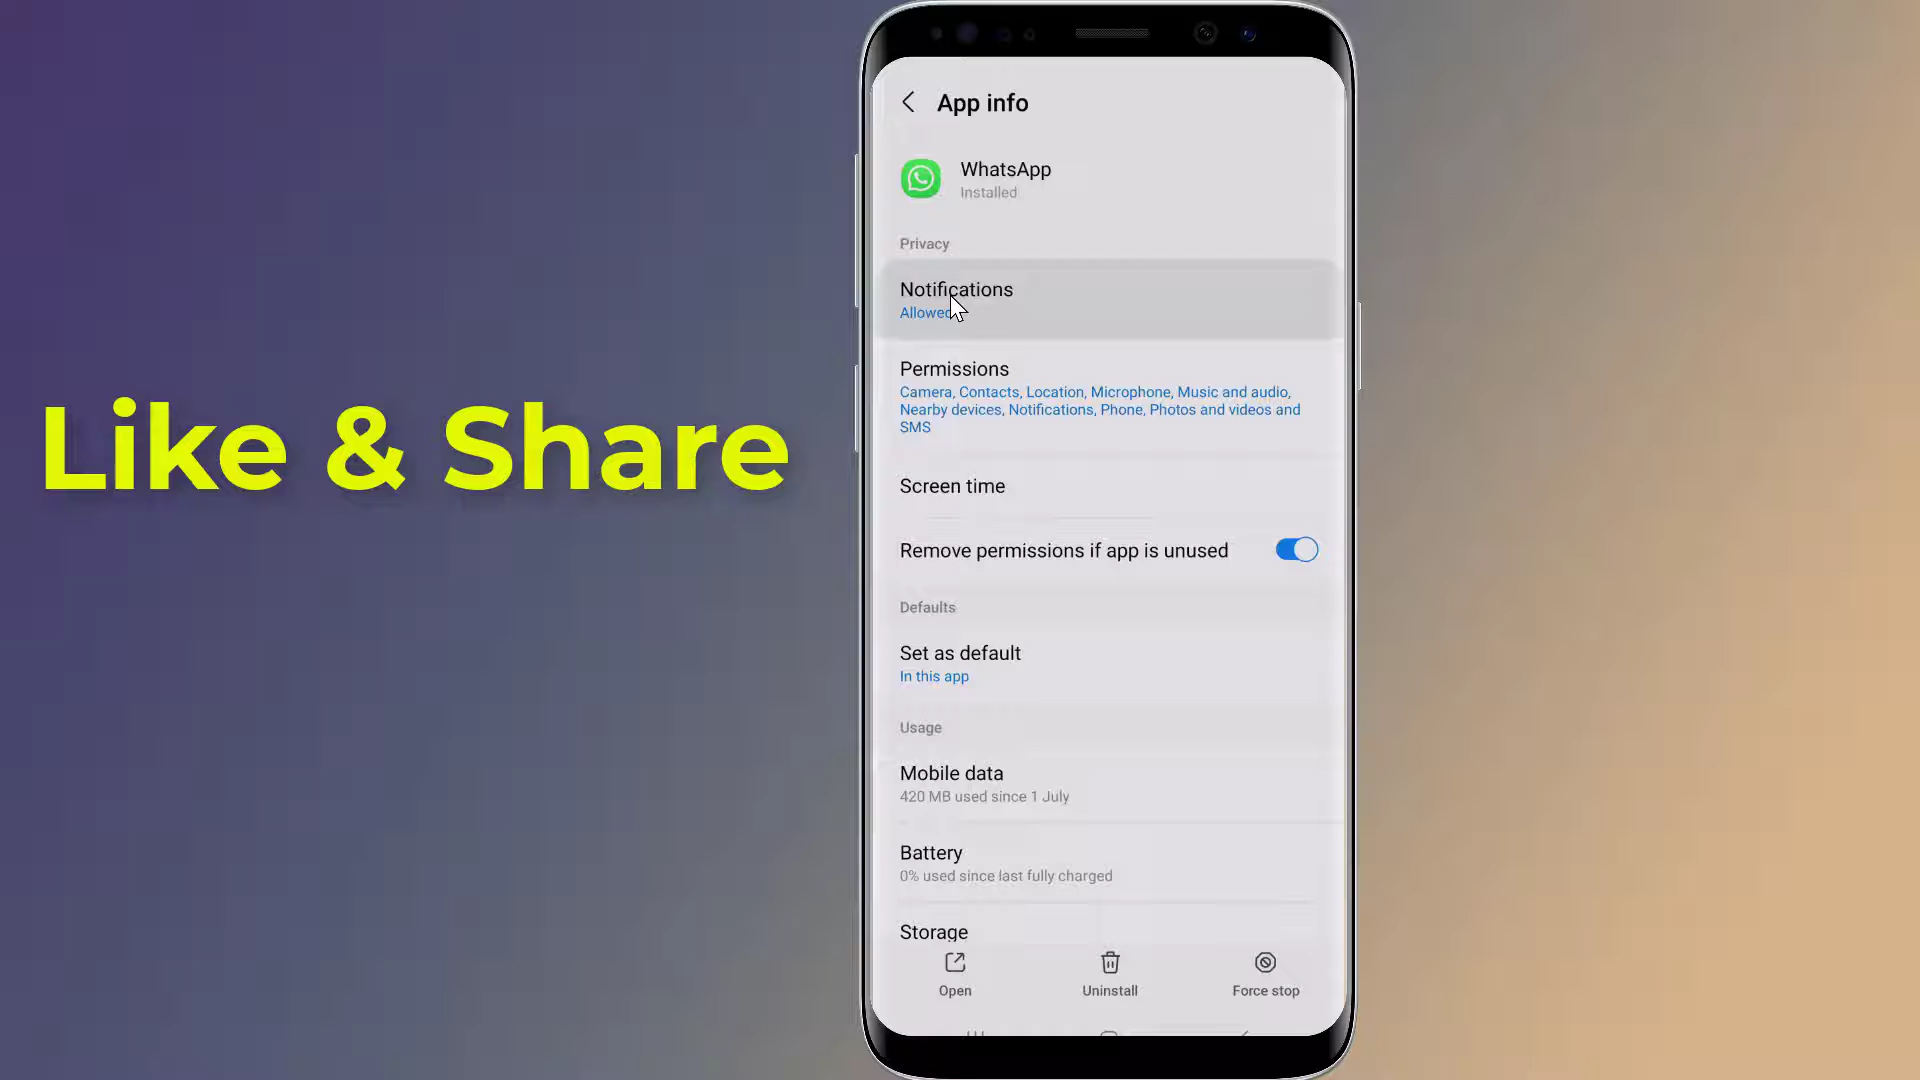 Like & Share
App info
WhatsApp
Installed
Privacy
Notifications
Allowed
Permissions
Camera, Contacts, Location, Microphone, Music and audio,
Nearby devices, Notifications, Phone, Photos and videos and
SMS
Screen time
Remove permissions if app is unused
Defaults
Set as default
In this app
Usage
Mobile data
420 MB used since 1 July
Battery
0% used since last fully charged
Storage
Open
Uninstall
Force stop